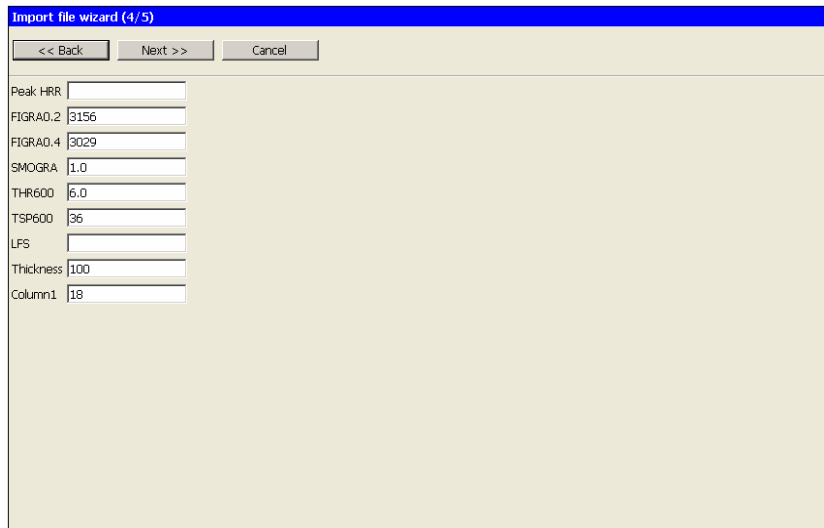 Import file wizard (4/5)
<< Back Next >> Cancel
Peak HRR
FIGRA0.2 3156
FIGRA0.4 3029
SMOGRA 1.0
THR600 6.0
TSP600 36
LFS
Thickness 100
Column1 18